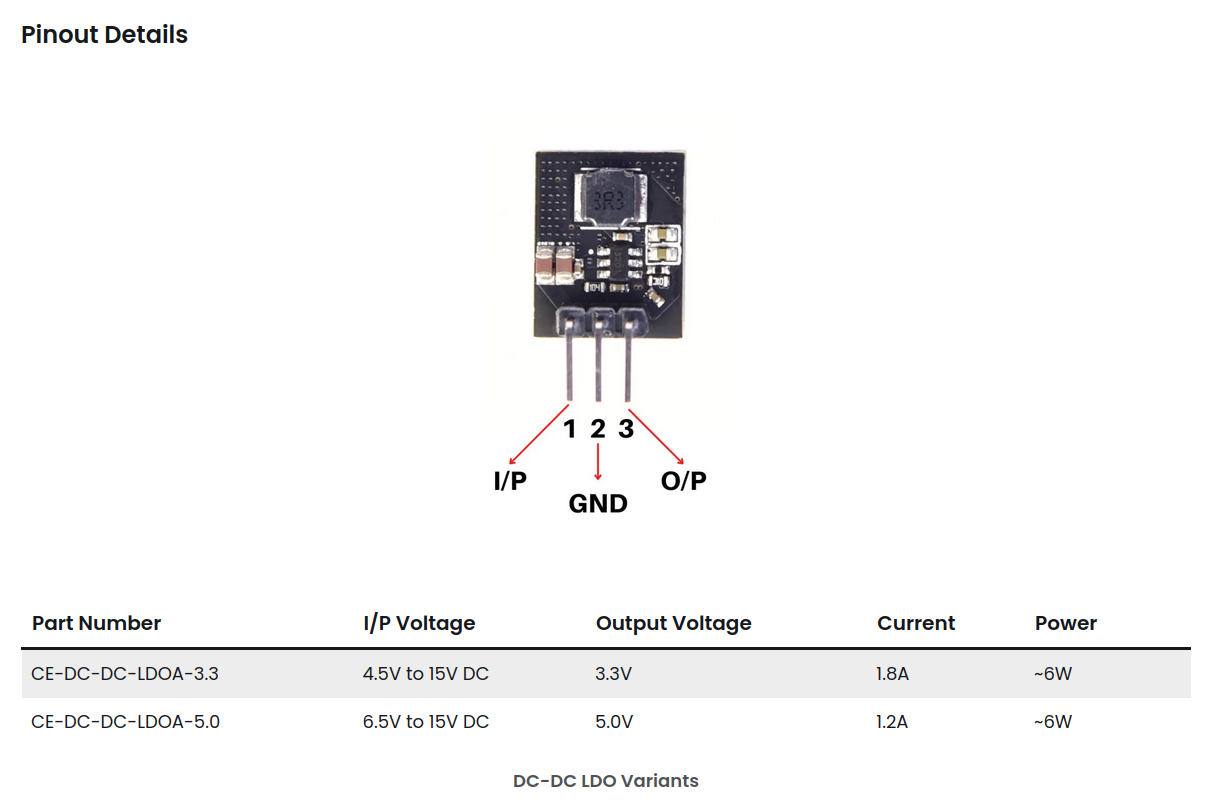 Pinout Details
3R3
104
1 2 3
I/P
GND
O/P
Part Number I/P Voltage Output Voltage Current Power
CE-DC-DC-LDOA-3.3 4.5V to 15V DC 3.3V 1.8A ~6W
CE-DC-DC-LDOA-5.0 6.5V to 15V DC 5.0V 1.2A ~6W
DC-DC LDO Variants